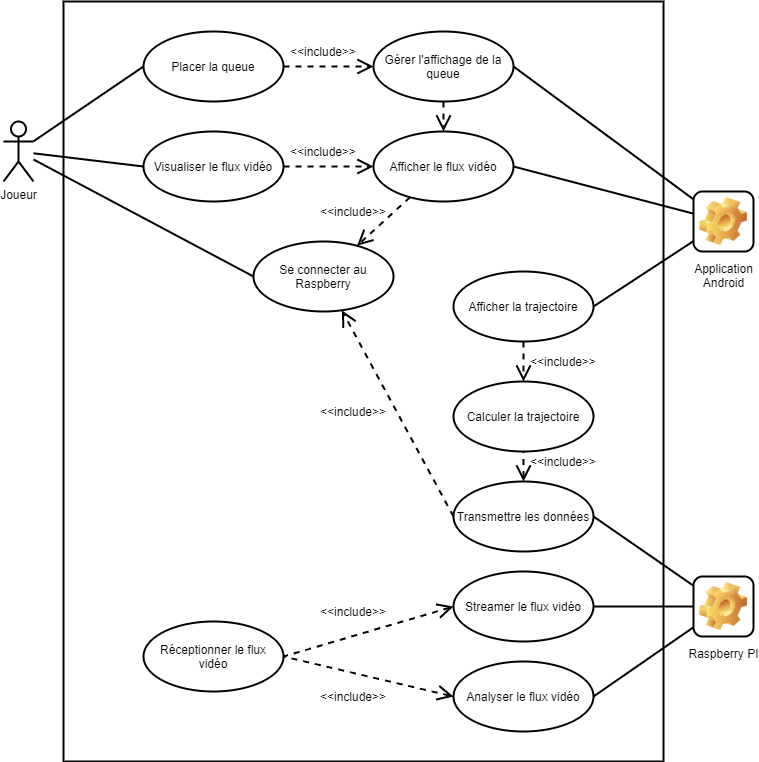 <<include>>
Placer la queue
Gérer l'affichage de la
queue
<<include>>
Visualiser le flux vidéo
Afficher le flux vidéo
Joueur
<<include>>
Se connecter au
Raspberry
Application
Android
Afficher la trajectoire
<<include>>
<<include>>
Calculer la trajectoire
<<include>>
Transmettre les données
<<include>>
Streamer le flux vidéo
Réceptionner le flux
vidéo
Raspberry PI
<<include>>
Analyser le flux vidéo